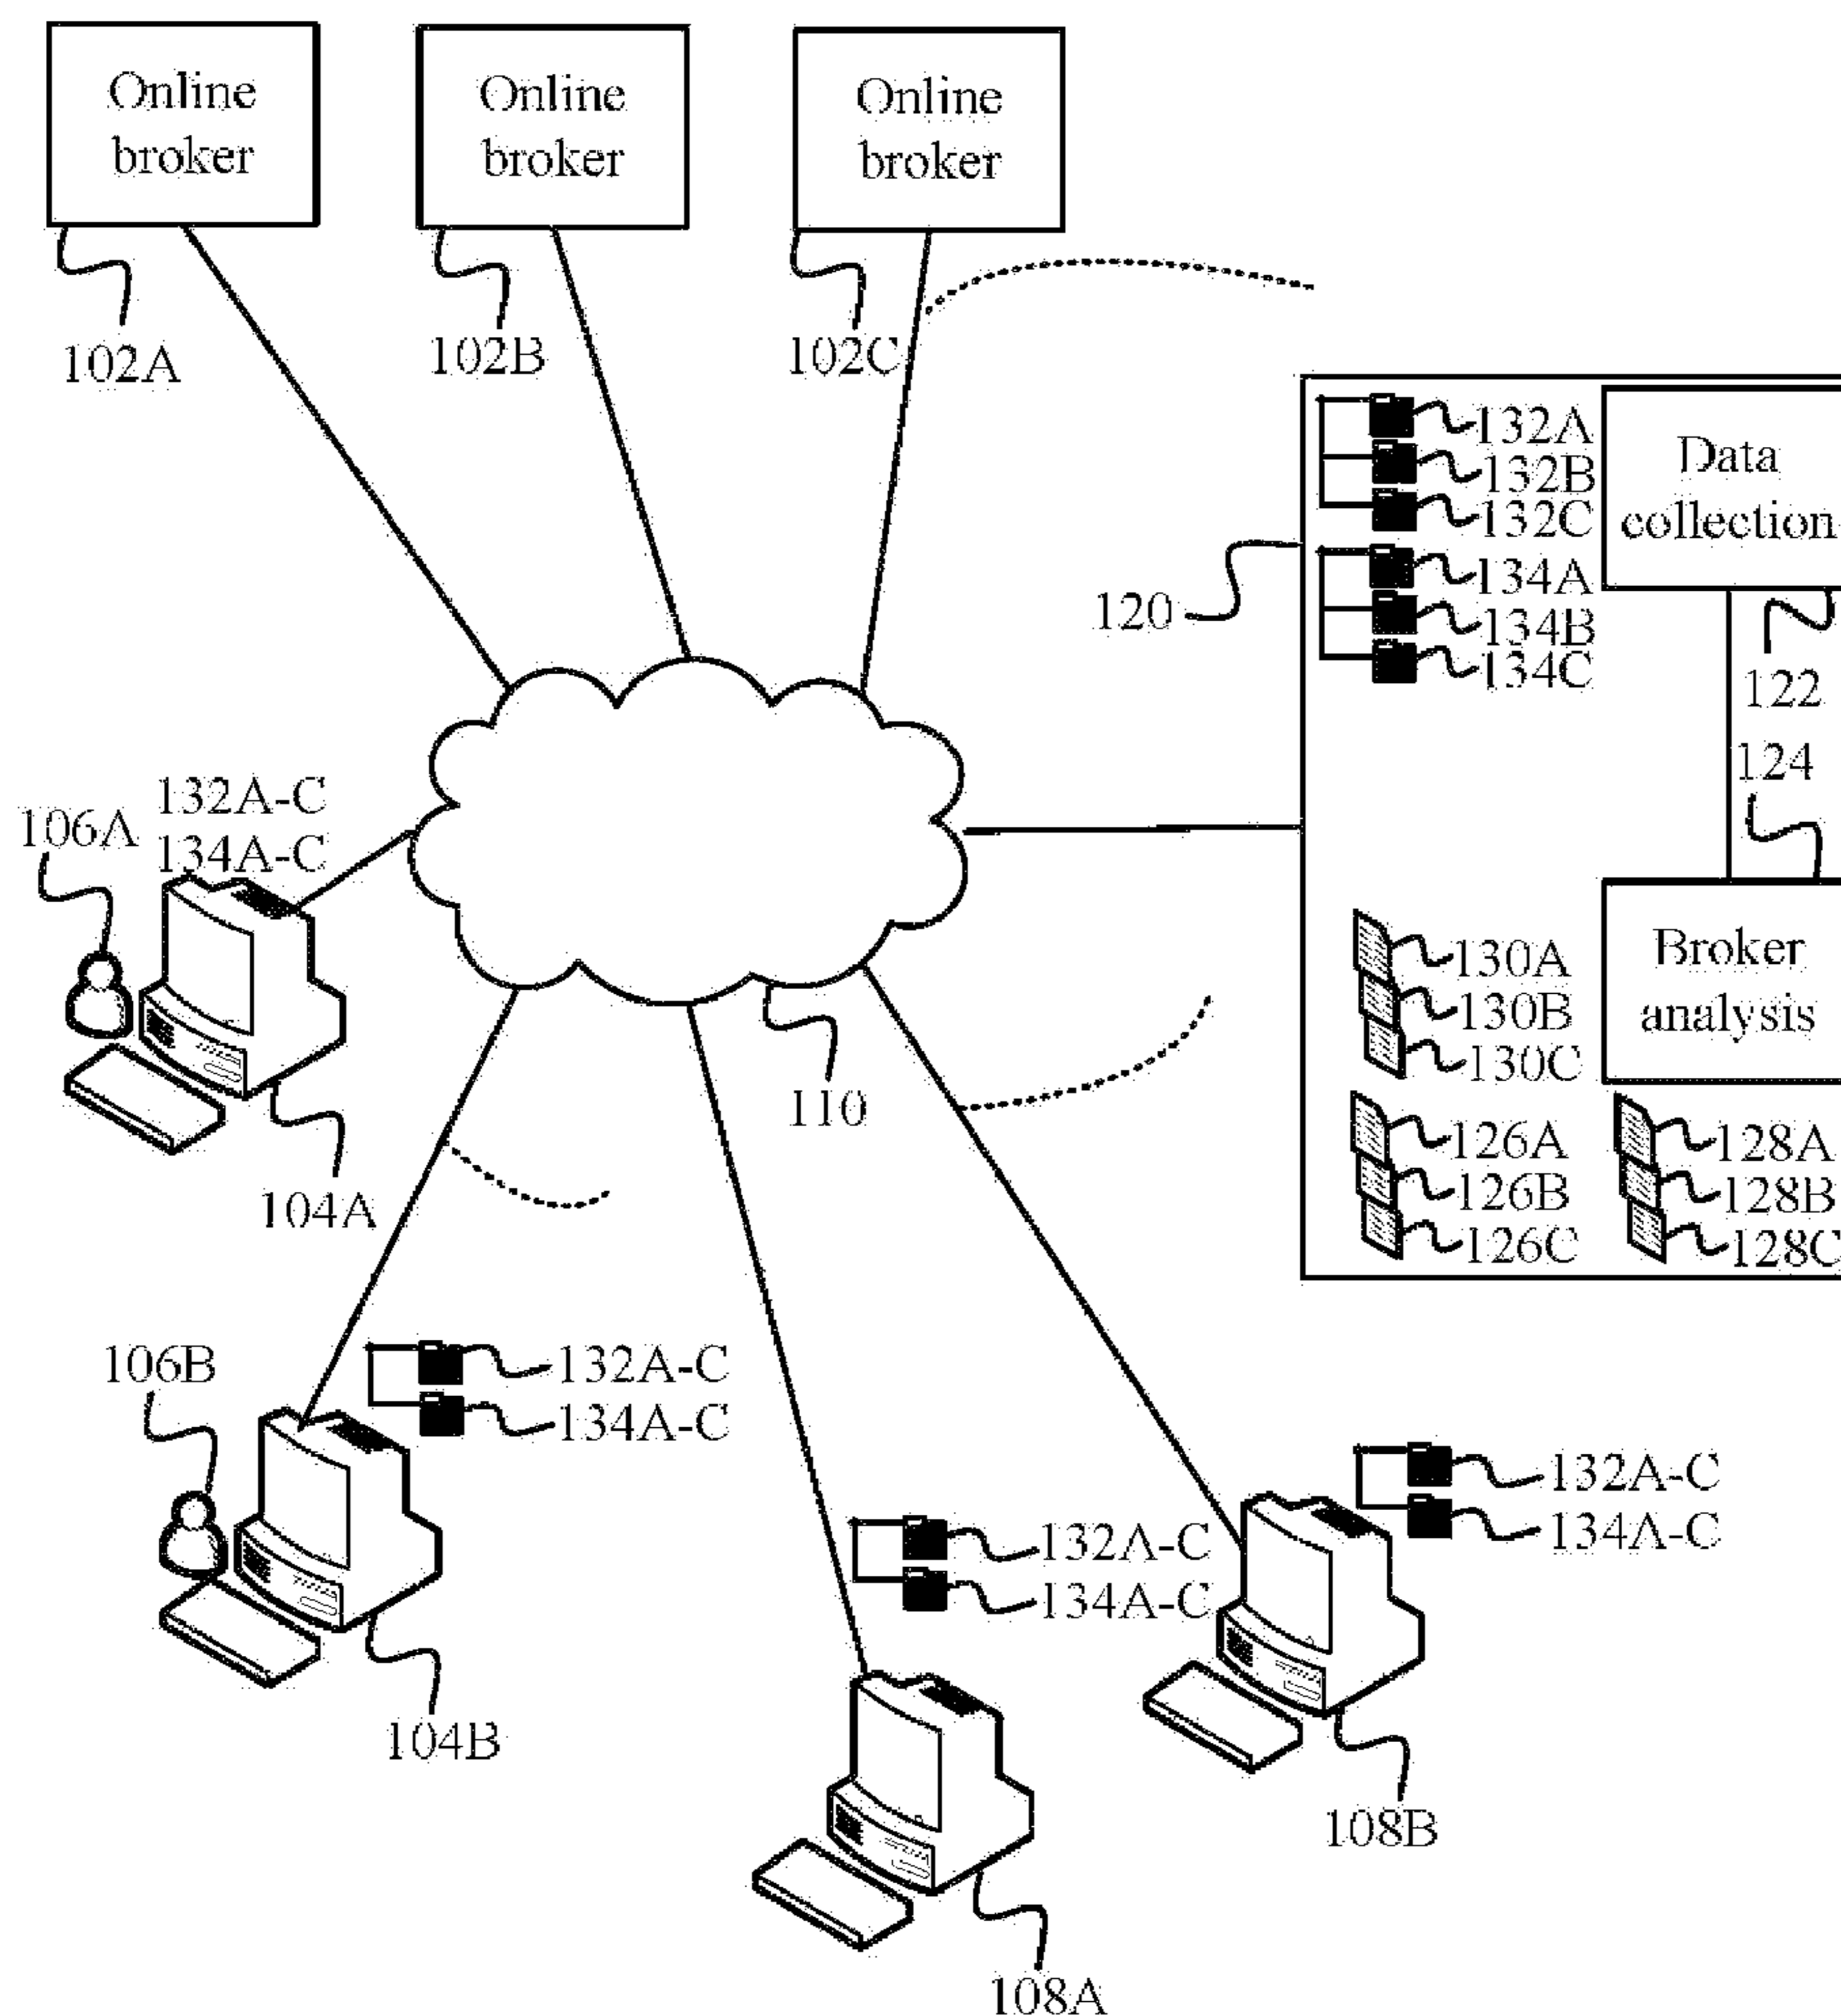 Online
broker
Online
broker
Online
broker
102A
102B
102C
132A
132B
132C
134A
134B
134C
Data
collection
120
122
124
132A-C
134A-C
106A
130A
130B
130C
Broker
analysis
110
126A
126B
126C
128A
128B
128C
104A
106B
132A-C
134A-C
132A-C
134A-C
132A-C
134A-C
104B
108B
108A